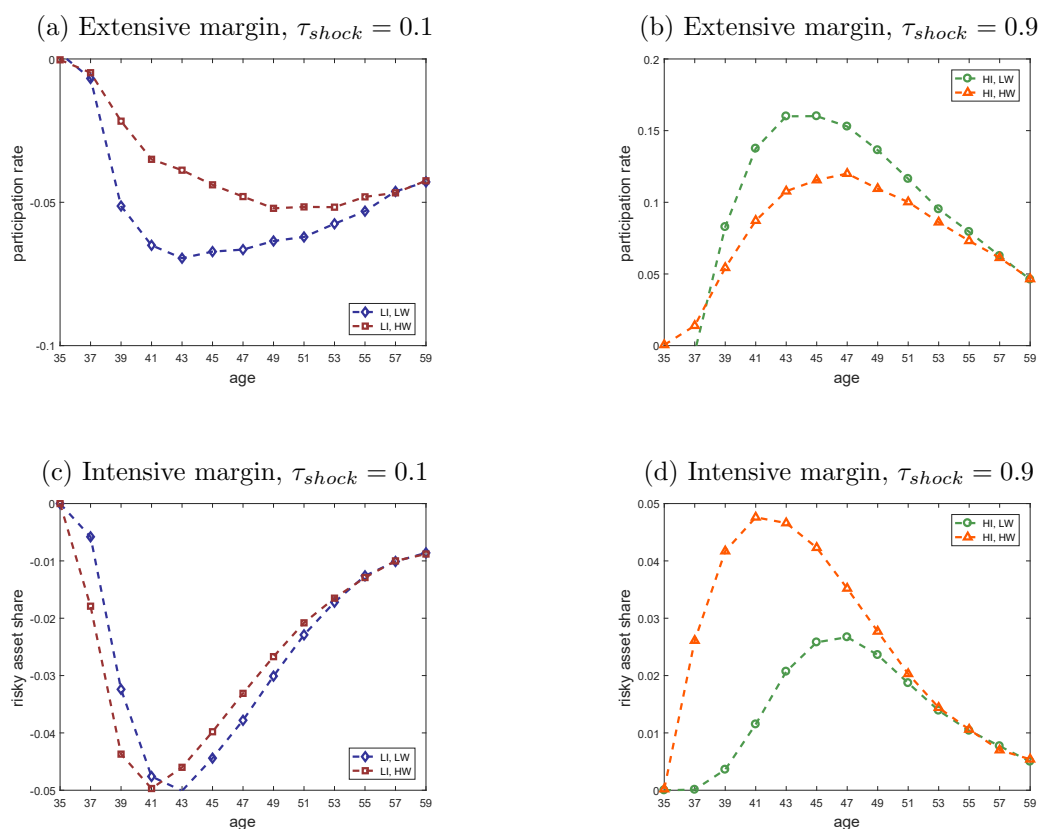 (a) Extensive margin, τshock = 0.1
0
-0.05
-0.1
participation rate
LI, LW
LI, HW
35 37 39 41 43 45 47 49 51 53 55 57 59
age
(b) Extensive margin, τshock = 0.9
0.2
0.15
0.1
0.05
0
participation rate
HI, LW
HI, HW
35 37 39 41 43 45 47 49 51 53 55 57 59
age
(c) Intensive margin, τshock = 0.1
0
-0.01
-0.02
-0.03
-0.04
-0.05
risky asset share
LI, LW
LI, HW
35 37 39 41 43 45 47 49 51 53 55 57 59
age
(d) Intensive margin, τshock = 0.9
0.05
0.04
0.03
0.02
0.01
0
risky asset share
HI, LW
HI, HW
35 37 39 41 43 45 47 49 51 53 55 57 59
age